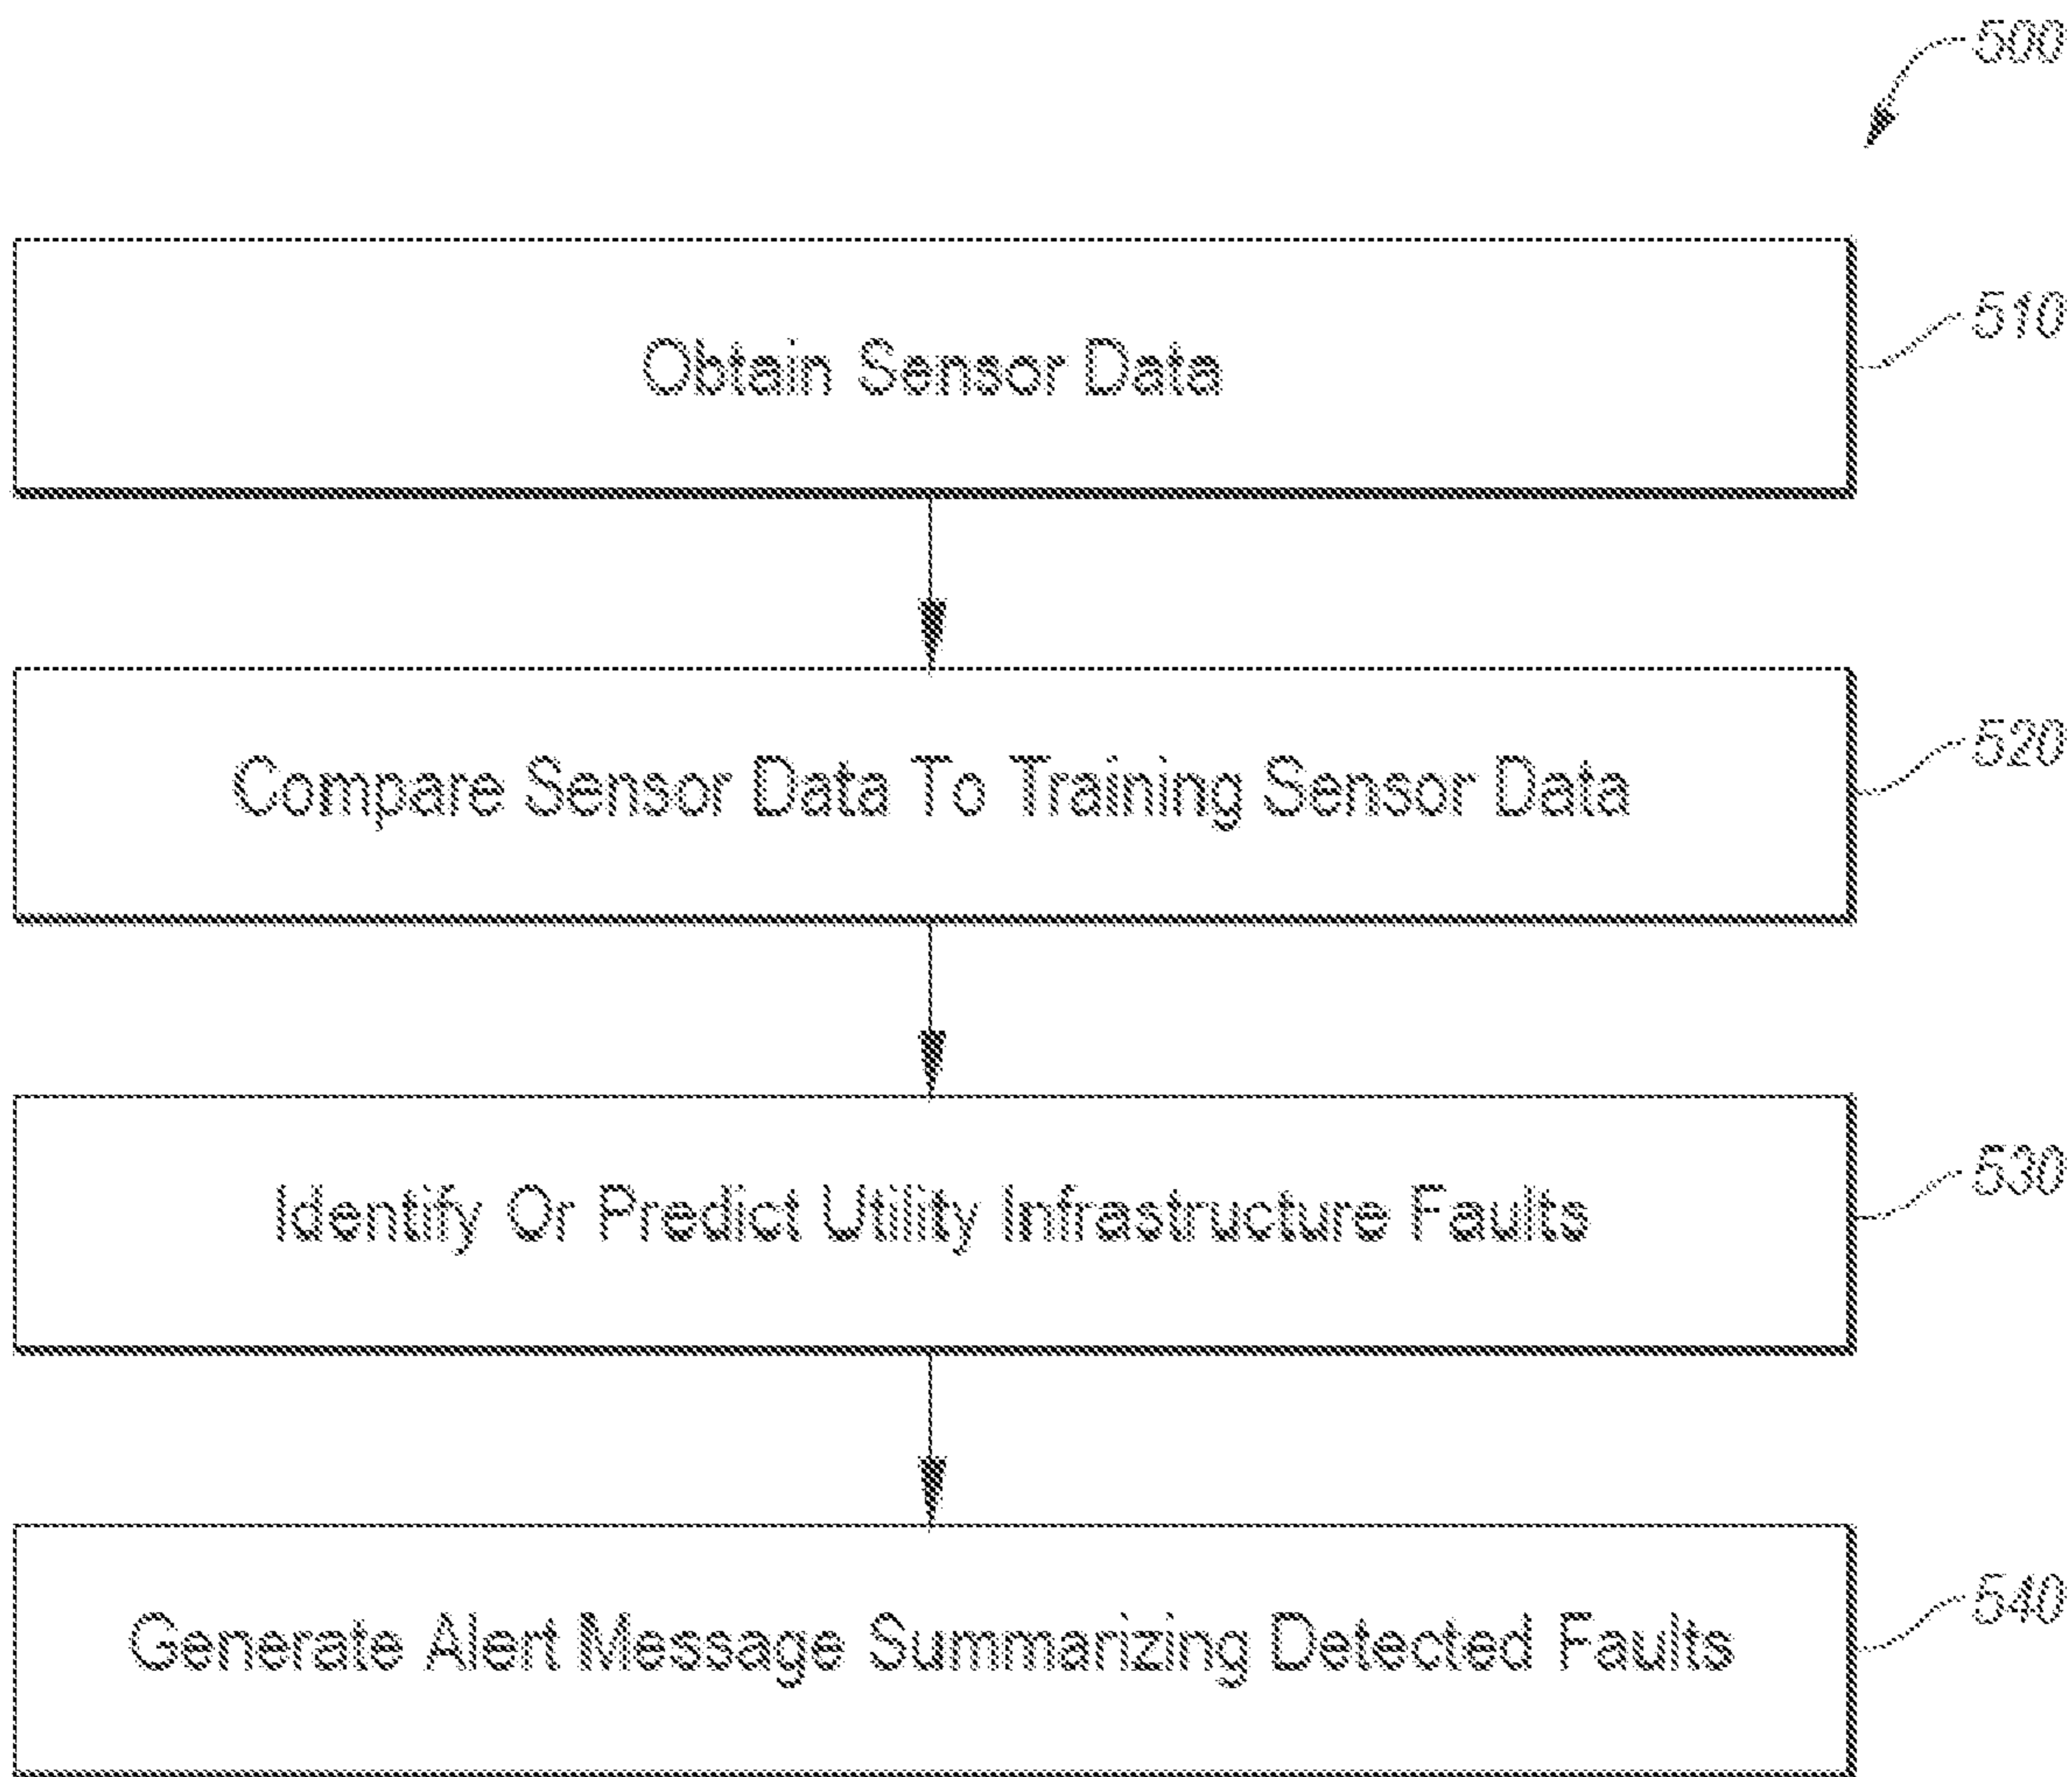 500
Obtain Sensor Data
510
Compare Sensor Data To Training Sensor Data
520
Identify Or Predict Utility Infrastructure Faults
530
Generate Alert Message Summarizing Detected Faults
540